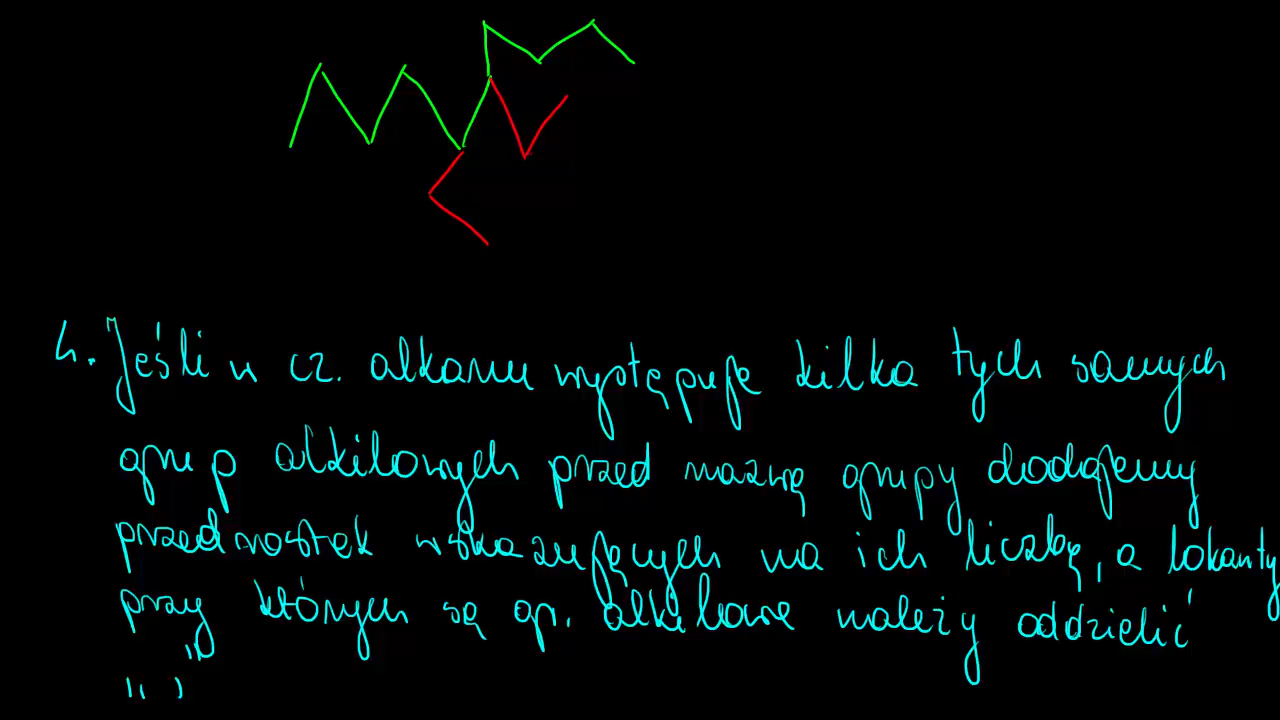 4. Jeśli w cz. alkanu występuje kilka tych samych
grup alkilowych przed nazwą grupy dodajemy
przedrostek wskazujących na ich liczbę, a lokanty
przy których są gr. alkilowe należy oddzielić
","